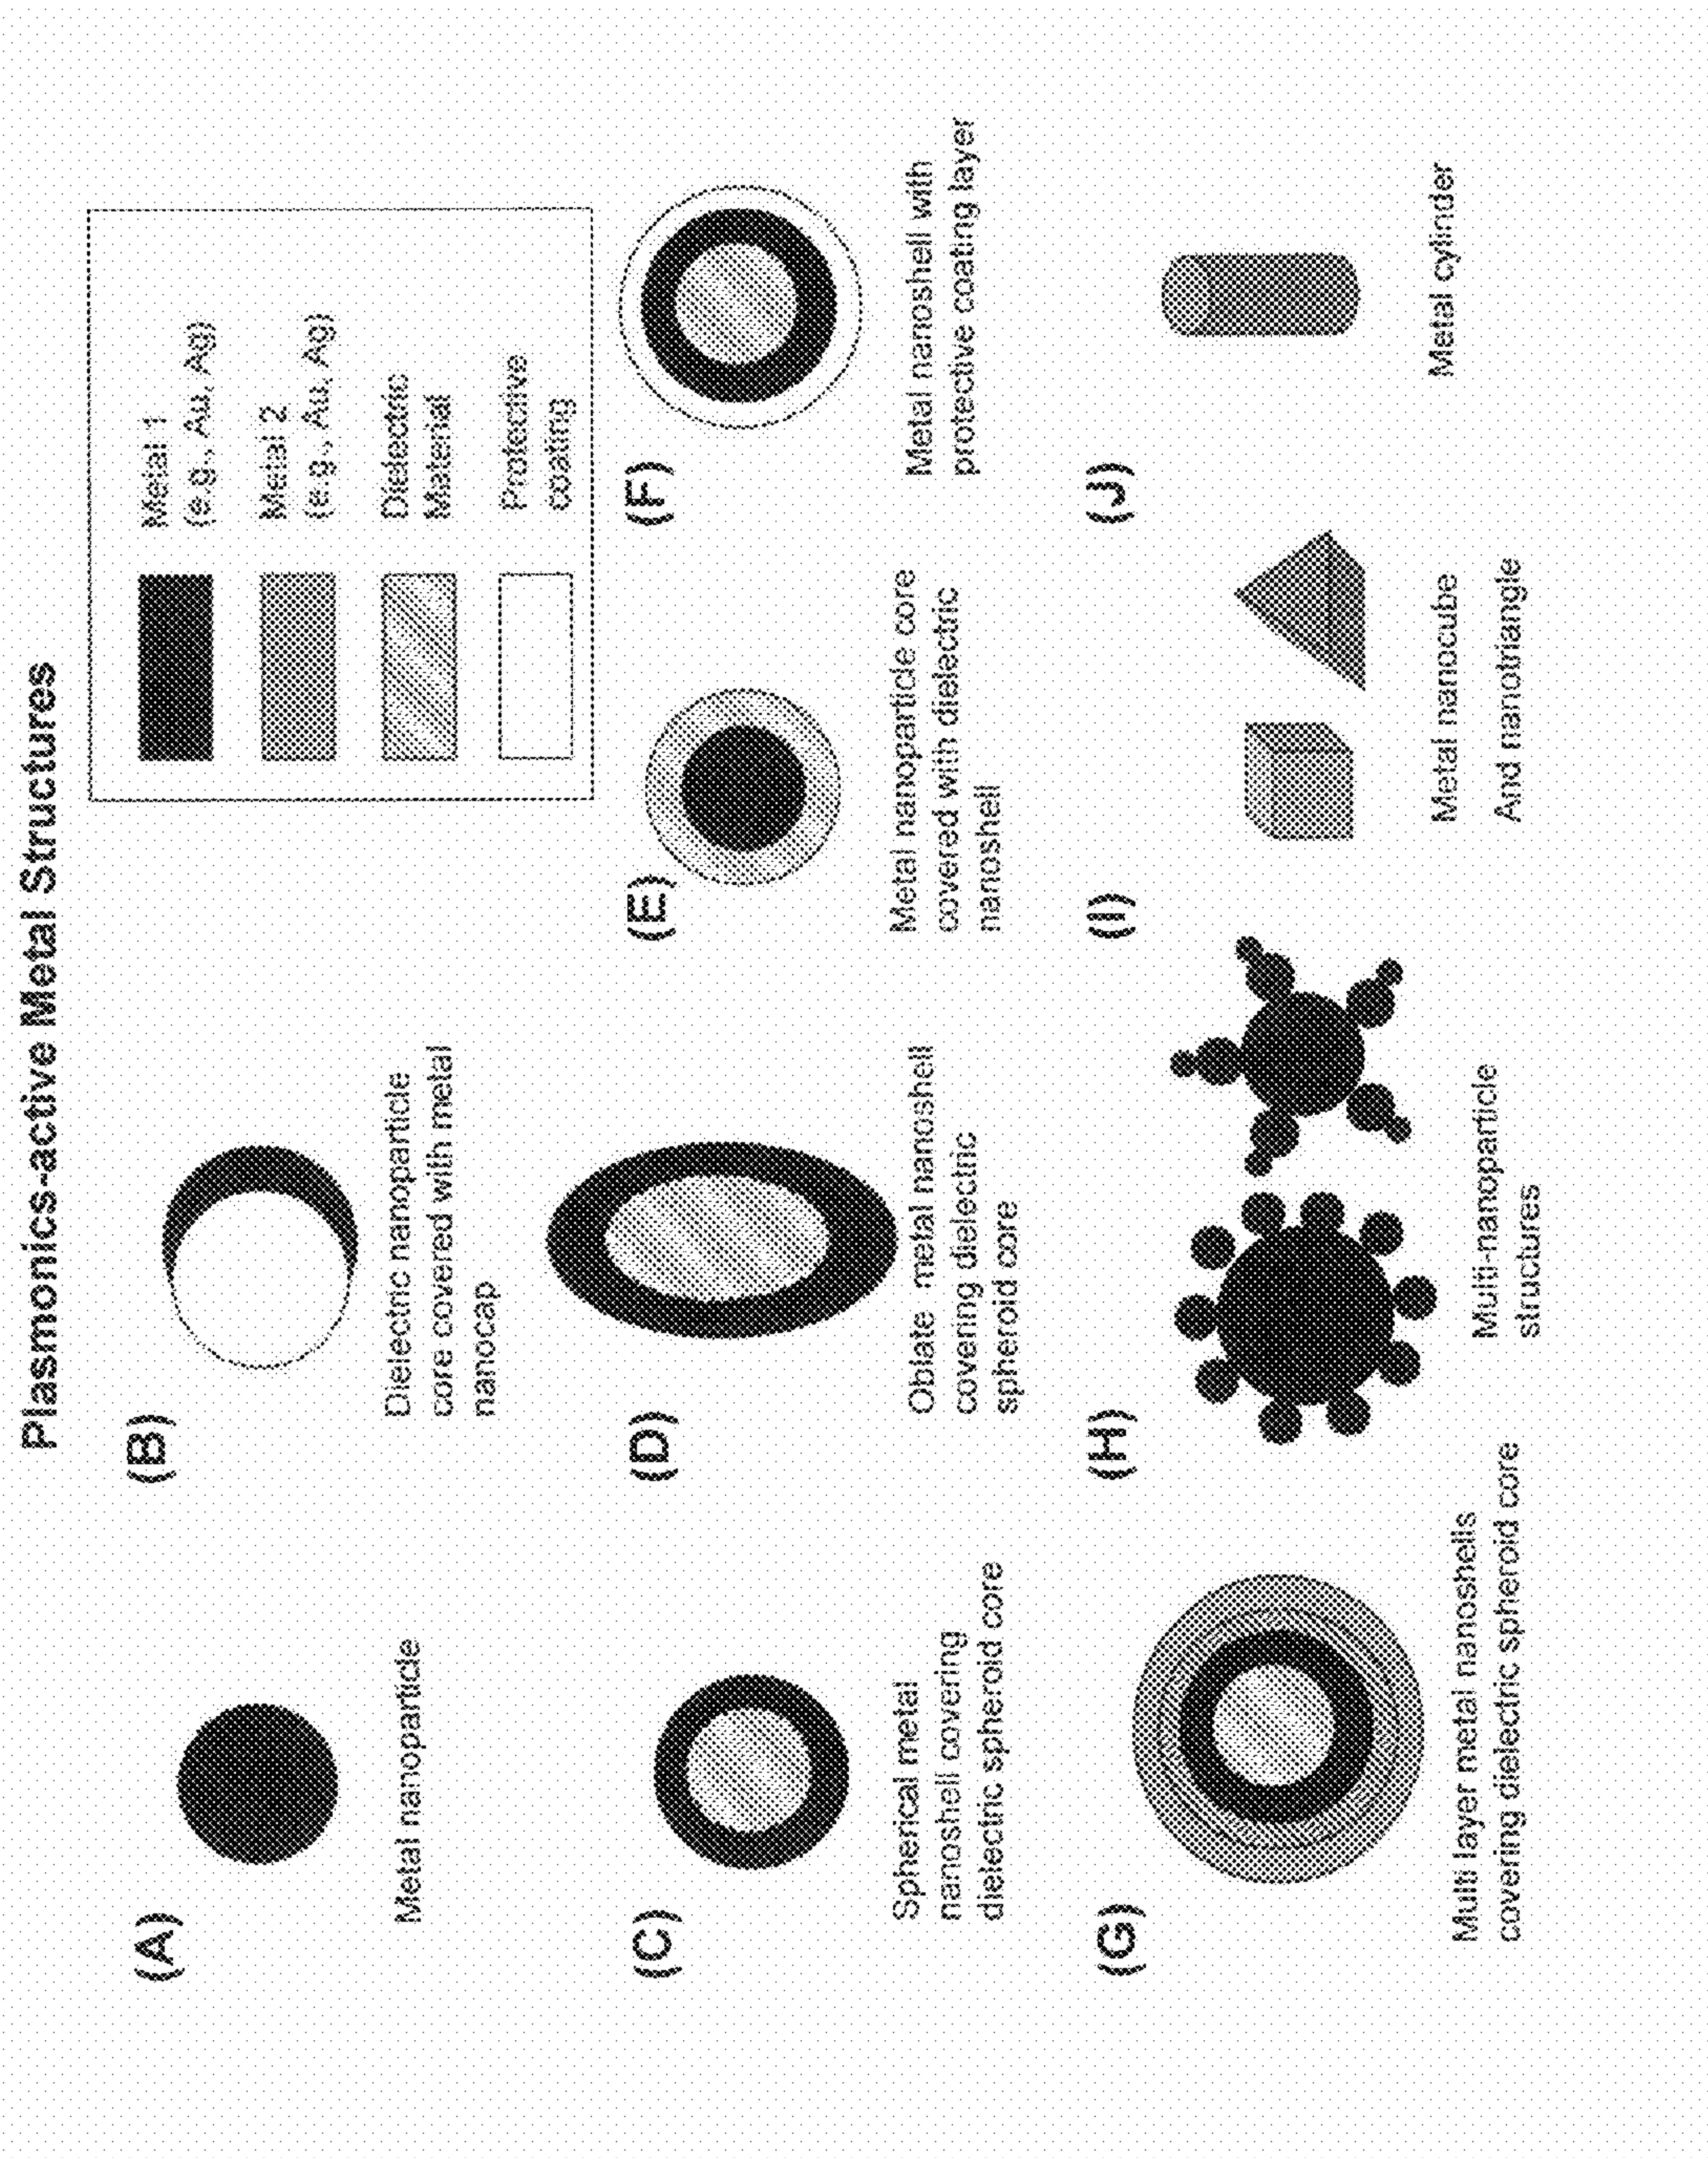 Plasmonics-active Metal Structures
(A)
Metal nanoparticle
(B)
Dielectric nanoparticle
core covered with metal
nanocap
Metal 1
(e.g., Au, Ag)
Metal 2
(e.g., Au, Ag)
Dielectric
Material
Protective
coating
(C)
Spherical metal
nanoshell covering
dielectric spheroid core
(D)
Oblate metal nanoshell
covering dielectric
spheroid core
(E)
Metal nanoparticle core
covered with dielectric
nanoshell
(F)
Metal nanoshell with
protective coating layer
(G)
Multi layer metal nanoshells
covering dielectric spheroid core
(H)
Multi-nanoparticle
structures
(I)
Metal nanocube
And nanotriangle
(J)
Metal cylinder